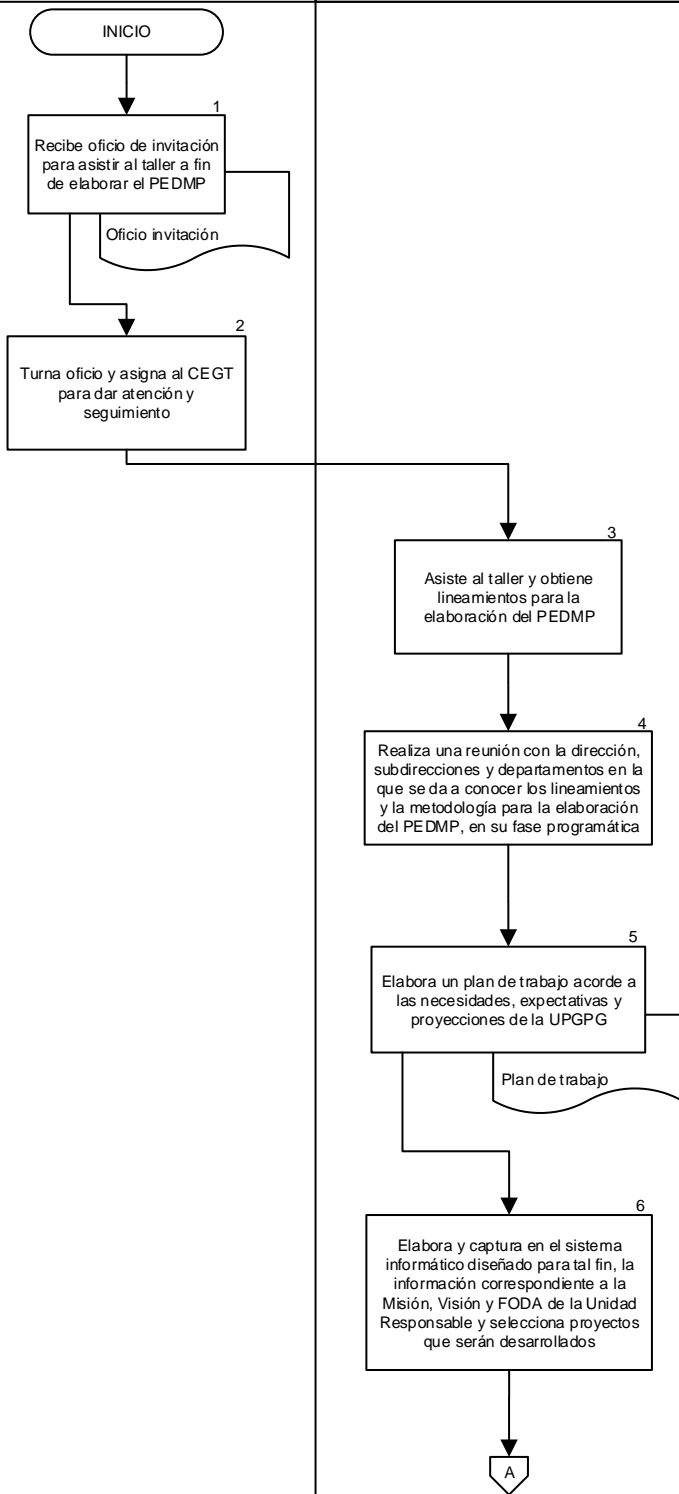 INICIO
1
Recibe oficio de invitación
para asistir al taller a fin
de elaborar el PEDMP
Oficio invitación
2
Turna oficio y asigna al CEGT
para dar atención y
seguimiento
3
Asiste al taller y obtiene
lineamientos para la
elaboración del PEDMP
4
Realiza una reunión con la dirección,
subdirecciones y departamentos en la
que se da a conocer los lineamientos
y la metodología para la elaboración
del PEDMP, en su fase programática
5
Elabora un plan de trabajo acorde a
las necesidades, expectativas y
proyecciones de la UPGPG
Plan de trabajo
6
Elabora y captura en el sistema
informático diseñado para tal fin, la
información correspondiente a la
Misión, Visión y FODA de la Unidad
Responsable y selecciona proyectos
que serán desarrollados
A